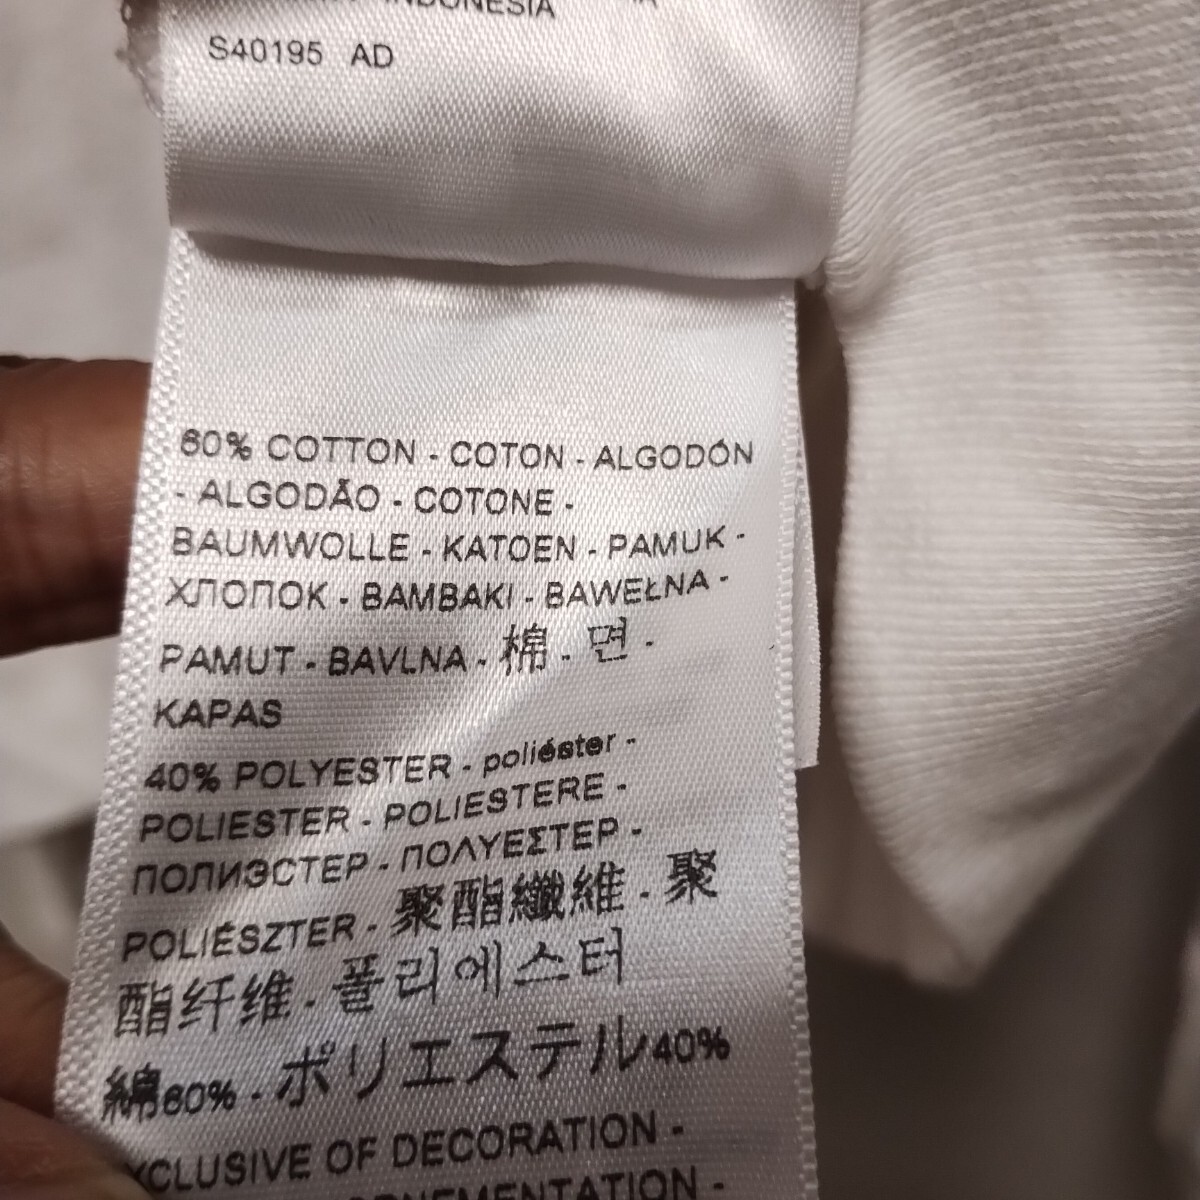 INDONESIA
S40195 AD
60% COTTON - COTON - ALGODÓN
- ALGODÃO - COTONE -
BAUMWOLLE - KATOEN - PAMUK -
ХЛОПОК - BAMBAKI - BAWEŁNA -
PAMUT - BAVLNA - 棉 - 면 -
KAPAS
40% POLYESTER - poliéster -
POLIESTER - POLIESTERE -
ПОЛИЭСТЕР - ΠΟΛΥΕΣΤΕΡ -
POLIÉSZTER - 聚酯纖維 - 聚
酯纤维 - 폴리에스터
綿60% - ポリエステル40%
XCLUSIVE OF DECORATION -
ORNEMENTATION -